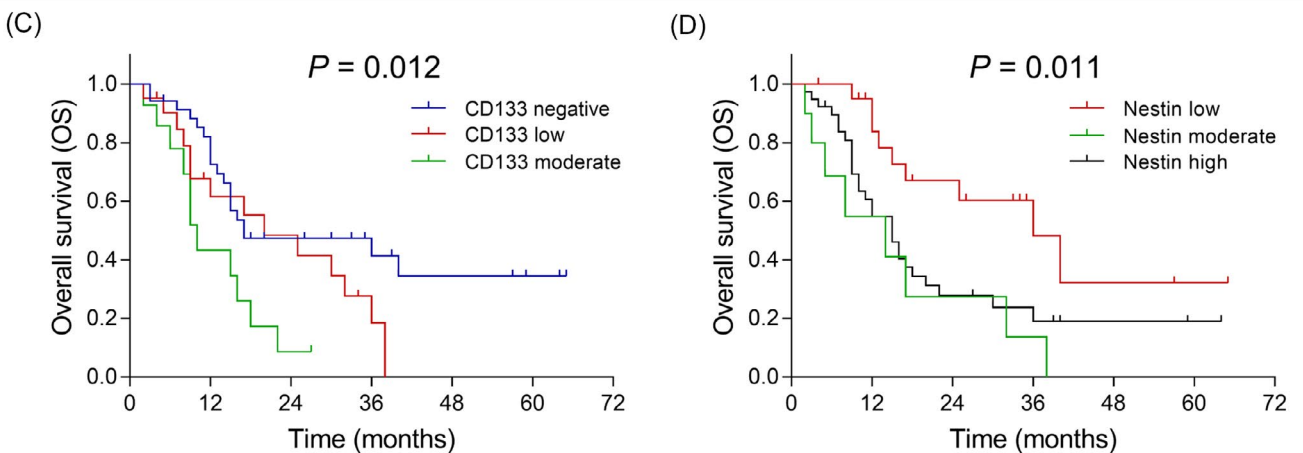 (C)
P = 0.012
CD133 negative
CD133 low
CD133 moderate
Overall survival (OS)
1.0
0.8
0.6
0.4
0.2
0.0
0 12 24 36 48 60 72
Time (months)
(D)
P = 0.011
Nestin low
Nestin moderate
Nestin high
Overall survival (OS)
1.0
0.8
0.6
0.4
0.2
0.0
0 12 24 36 48 60 72
Time (months)